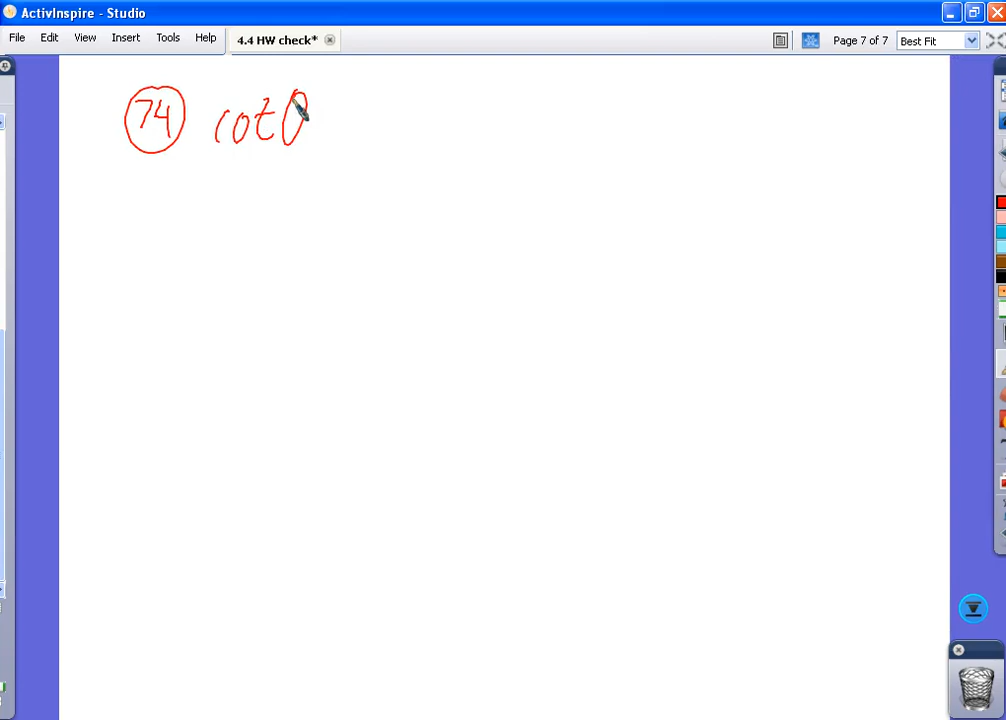 ActivInspire - Studio
File Edit View Insert Tools Help 4.4 HW check* Page 7 of 7 Best Fit
74 cot θ